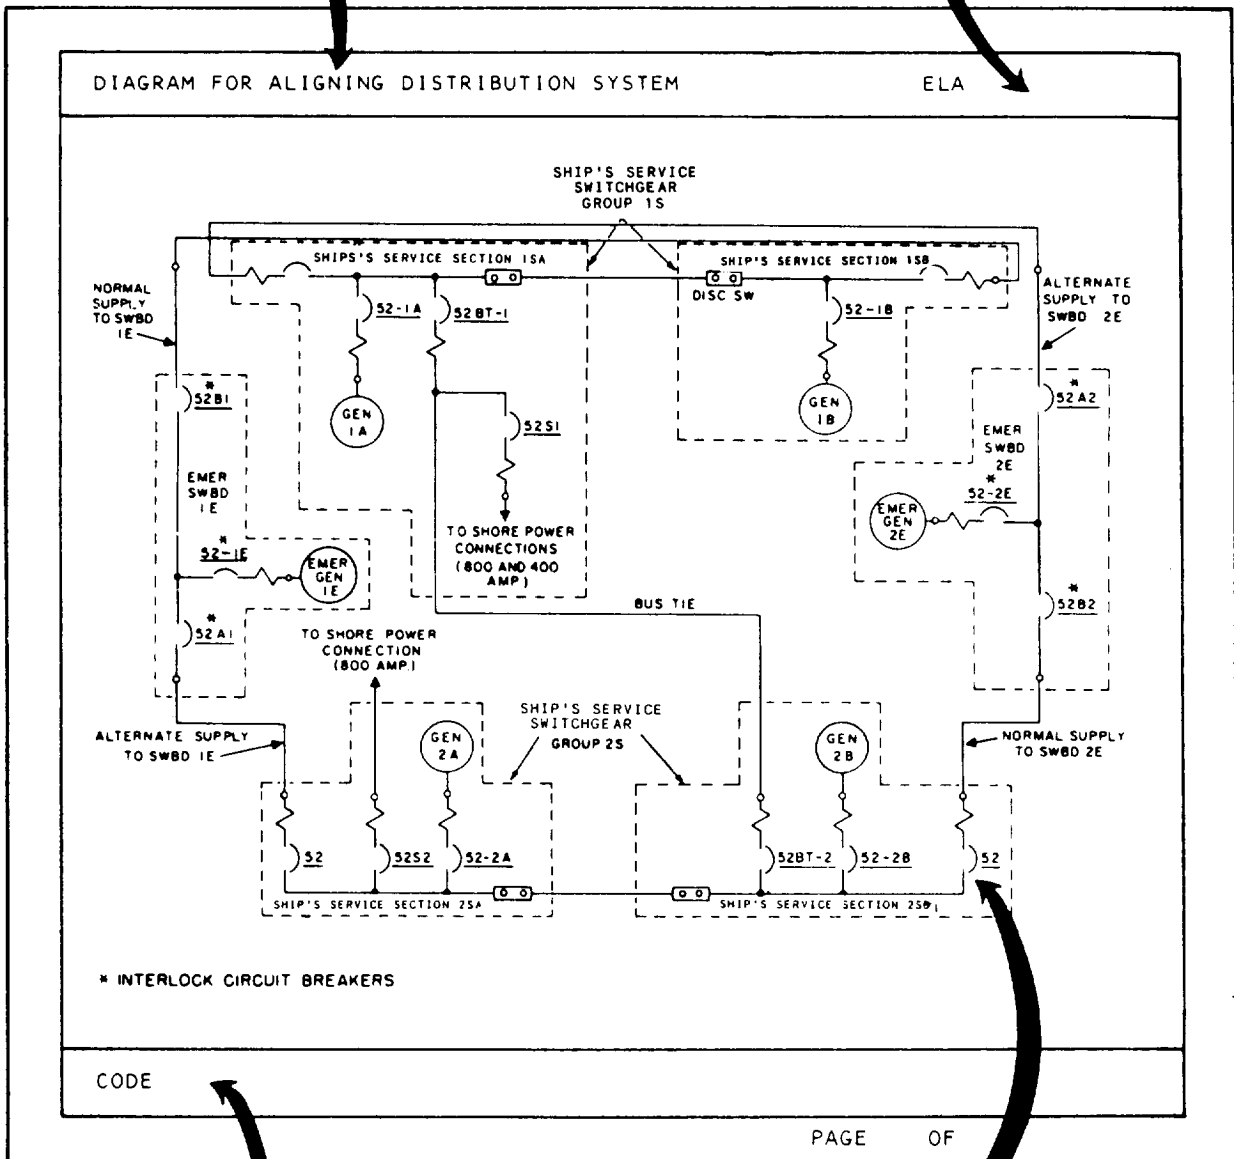 DIAGRAM FOR ALIGNING DISTRIBUTION SYSTEM
ELA
SHIP'S SERVICE
SWITCHGEAR
GROUP 1S
SHIPS'S SERVICE SECTION 1SA
SHIP'S SERVICE SECTION 1SB
DISC SW
NORMAL
SUPPLY
TO SWBD
1E
ALTERNATE
SUPPLY TO
SWBD 2E
52-1A
52BT-1
52-1B
*
52B1
GEN
1A
52S1
GEN
1B
*
52A2
EMER
SWBD
1E
EMER
SWBD
2E
*
52-2E
EMER
GEN
2E
TO SHORE POWER
CONNECTIONS
(800 AND 400
AMP.)
*
52-1E
EMER
GEN
1E
BUS TIE
*
52B2
*
52A1
TO SHORE POWER
CONNECTION
(800 AMP.)
ALTERNATE SUPPLY
TO SWBD 1E
GEN
2A
SHIP'S SERVICE
SWITCHGEAR
GROUP 2S
GEN
2B
NORMAL SUPPLY
TO SWBD 2E
52
52S2
52-2A
52BT-2
52-2B
52
SHIP'S SERVICE SECTION 2SA
SHIP'S SERVICE SECTION 2SB
* INTERLOCK CIRCUIT BREAKERS
CODE
PAGE OF